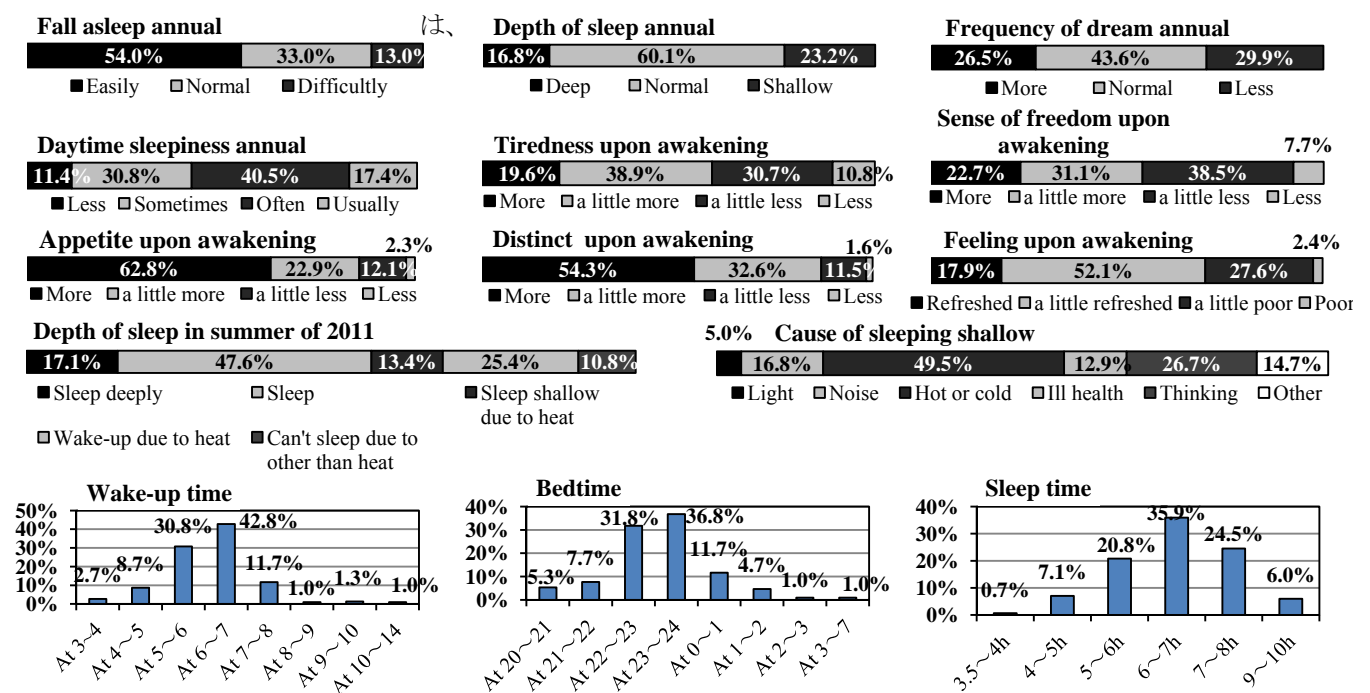 Fall asleep annual
は、
54.0% 33.0% 13.0%
Easily Normal Difficultly
Depth of sleep annual
16.8% 60.1% 23.2%
Deep Normal Shallow
Frequency of dream annual
26.5% 43.6% 29.9%
More Normal Less
Daytime sleepiness annual
11.4% 30.8% 40.5% 17.4%
Less Sometimes Often Usually
Tiredness upon awakening
19.6% 38.9% 30.7% 10.8%
More a little more a little less Less
Sense of freedom upon
awakening
7.7%
22.7% 31.1% 38.5%
More a little more a little less Less
Appetite upon awakening
2.3%
62.8% 22.9% 12.1%
More a little more a little less Less
Distinct upon awakening
1.6%
54.3% 32.6% 11.5%
More a little more a little less Less
Feeling upon awakening
2.4%
17.9% 52.1% 27.6%
Refreshed a little refreshed a little poor Poor
Depth of sleep in summer of 2011
17.1% 47.6% 13.4% 25.4% 10.8%
Sleep deeply Sleep Sleep shallow
due to heat
Wake-up due to heat Can't sleep due to
other than heat
5.0% Cause of sleeping shallow
16.8% 49.5% 12.9% 26.7% 14.7%
Light Noise Hot or cold Ill health Thinking Other
Wake-up time
50%
40%
30%
20%
10%
0%
2.7% 8.7% 30.8% 42.8% 11.7% 1.0% 1.3% 1.0%
At 3～4 At 4～5 At 5～6 At 6～7 At 7～8 At 8～9 At 9～10 At 10～14
Bedtime
40%
30%
20%
10%
0%
5.3% 7.7% 31.8% 36.8% 11.7% 4.7% 1.0% 1.0%
At 20～21 At 21～22 At 22～23 At 23～24 At 0～1 At 1～2 At 2～3 At 3～7
Sleep time
40%
30%
20%
10%
0%
0.7% 7.1% 20.8% 35.9% 24.5% 6.0%
3.5～4h 4～5h 5～6h 6～7h 7～8h 9～10h